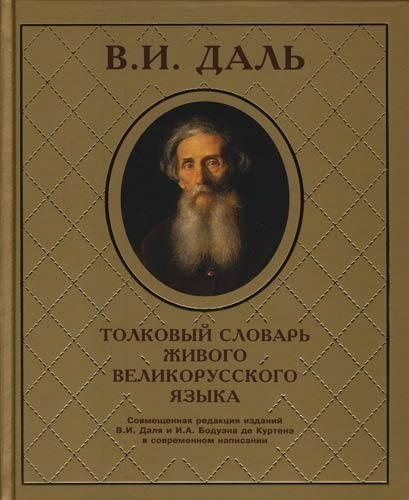 В.И. ДАЛЬ
ТОЛКОВЫЙ СЛОВАРЬ
ЖИВОГО
ВЕЛИКОРУССКОГО
ЯЗЫКА
Совмещенная редакция изданий
В.И. Даля и И.А. Бодуэна де Куртенэ
в современном написании